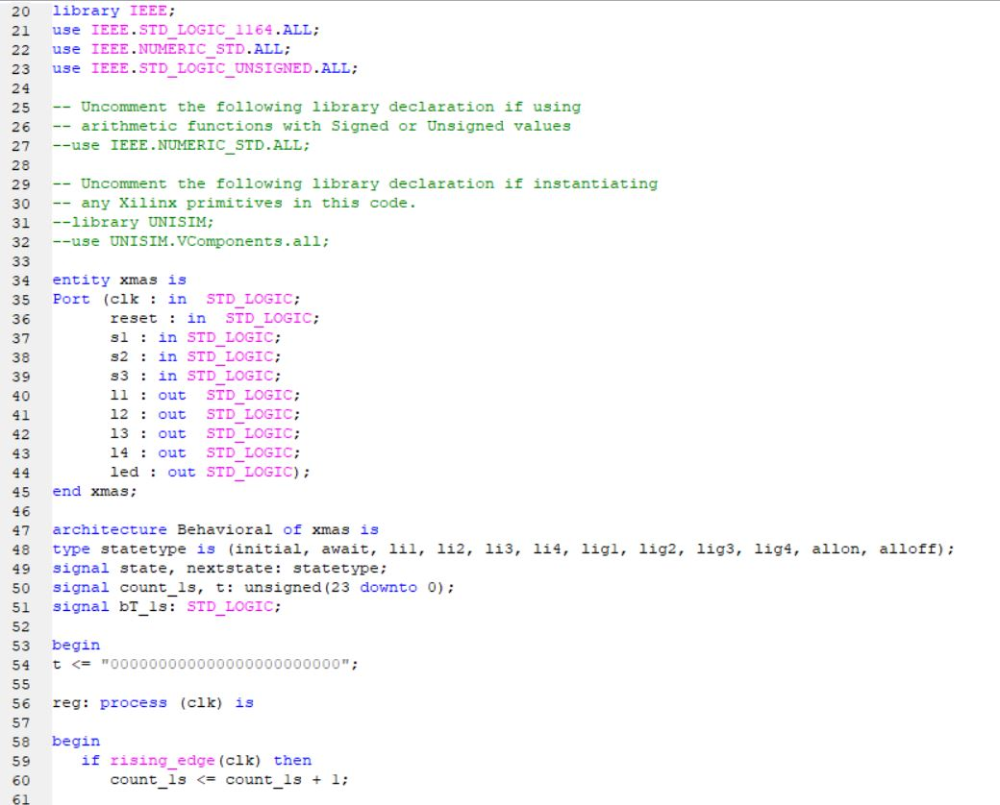 20 library IEEE;
21 use IEEE.STD_LOGIC_1164.ALL;
22 use IEEE.NUMERIC_STD.ALL;
23 use IEEE.STD_LOGIC_UNSIGNED.ALL;
24
25 -- Uncomment the following library declaration if using
26 -- arithmetic functions with Signed or Unsigned values
27 --use IEEE.NUMERIC_STD.ALL;
28
29 -- Uncomment the following library declaration if instantiating
30 -- any Xilinx primitives in this code.
31 --library UNISIM;
32 --use UNISIM.VComponents.all;
33
34 entity xmas is
35 Port (clk : in  STD_LOGIC;
36       reset : in  STD_LOGIC;
37       s1 : in STD_LOGIC;
38       s2 : in STD_LOGIC;
39       s3 : in STD_LOGIC;
40       l1 : out  STD_LOGIC;
41       l2 : out  STD_LOGIC;
42       l3 : out  STD_LOGIC;
43       l4 : out  STD_LOGIC;
44       led : out STD_LOGIC);
45 end xmas;
46
47 architecture Behavioral of xmas is
48 type statetype is (initial, await, li1, li2, li3, li4, lig1, lig2, lig3, lig4, allon, alloff);
49 signal state, nextstate: statetype;
50 signal count_1s, t: unsigned(23 downto 0);
51 signal bT_1s: STD_LOGIC;
52
53 begin
54 t <= "000000000000000000000000";
55
56 reg: process (clk) is
57
58 begin
59    if rising_edge(clk) then
60       count_1s <= count_1s + 1;
61